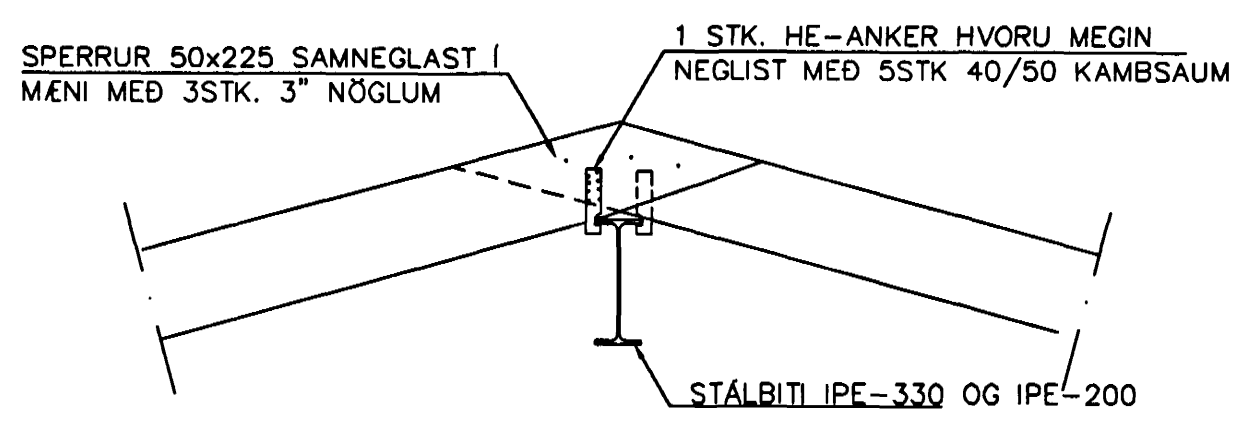 SPERRUR 50x225 SAMNEGLAST Í
MÆNI MEÐ 3STK. 3" NÖGLUM
1 STK. HE-ANKER HVORU MEGIN
NEGLIST MEÐ 5STK 40/50 KAMBSAUM
STÁLBITI IPE-330 OG IPE-200